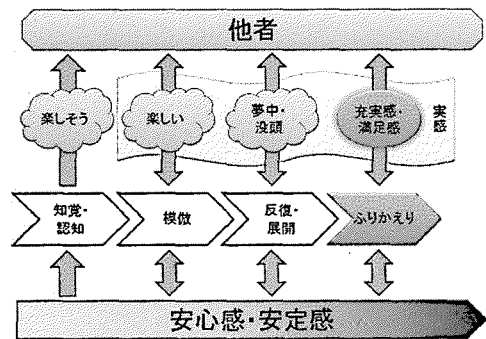 他者
楽しそう
楽しい
夢中・
没頭
充実感・
満足感
実感
知覚・
認知
模倣
反復・
展開
ふりかえり
安心感・安定感